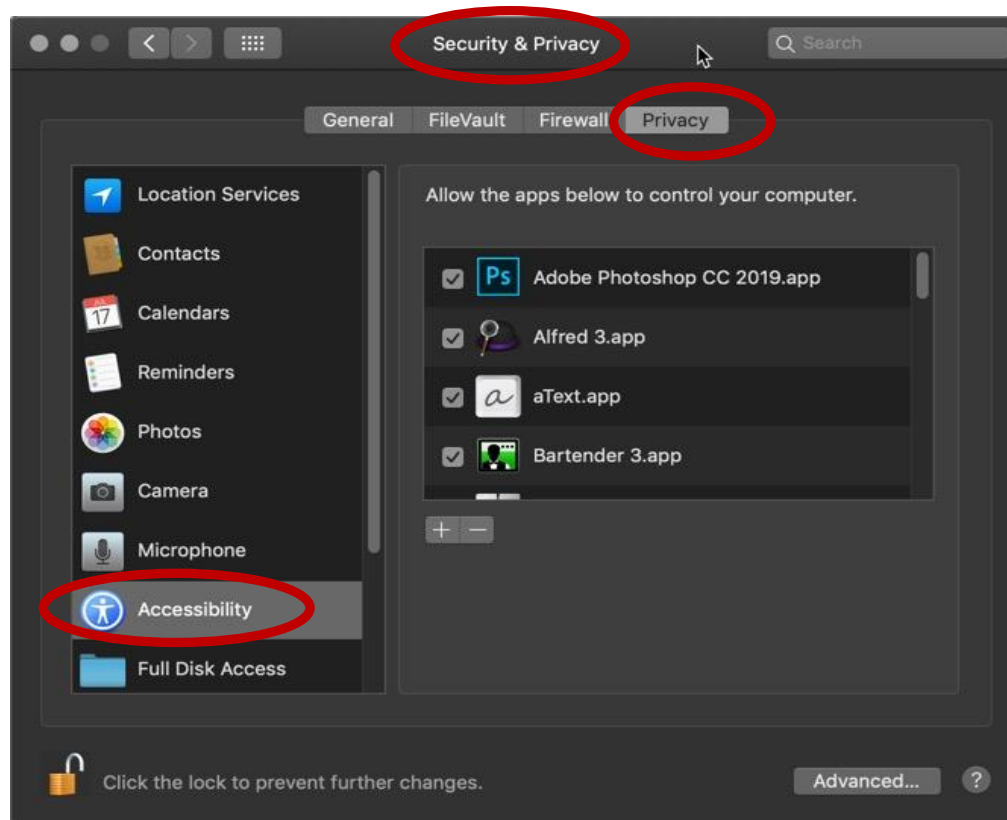 Security & Privacy
Search
General FileVault Firewall Privacy
Location Services
Contacts
JUL
17
Calendars
Reminders
Photos
Camera
Microphone
Accessibility
Full Disk Access
Allow the apps below to control your computer.
Ps Adobe Photoshop CC 2019.app
Alfred 3.app
a aText.app
Bartender 3.app
+ −
Click the lock to prevent further changes.
Advanced... ?